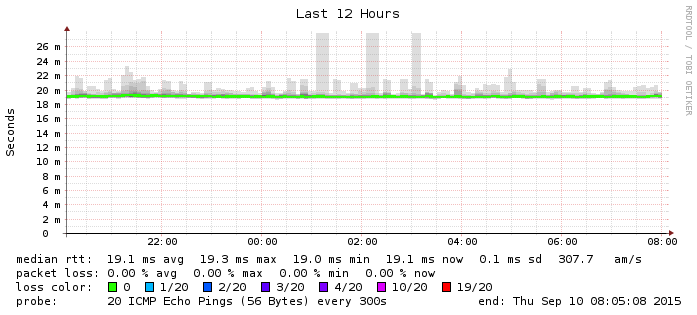 Last 12 Hours
RRDTOOL / TOBI OETIKER
Seconds
26 m
24 m
22 m
20 m
18 m
16 m
14 m
12 m
10 m
8 m
6 m
4 m
2 m
0
22:00 00:00 02:00 04:00 06:00 08:00
median rtt: 19.1 ms avg 19.3 ms max 19.0 ms min 19.1 ms now 0.1 ms sd 307.7 am/s
packet loss: 0.00 % avg 0.00 % max 0.00 % min 0.00 % now
loss color: 0 1/20 2/20 3/20 4/20 10/20 19/20
probe: 20 ICMP Echo Pings (56 Bytes) every 300s end: Thu Sep 10 08:05:08 2015